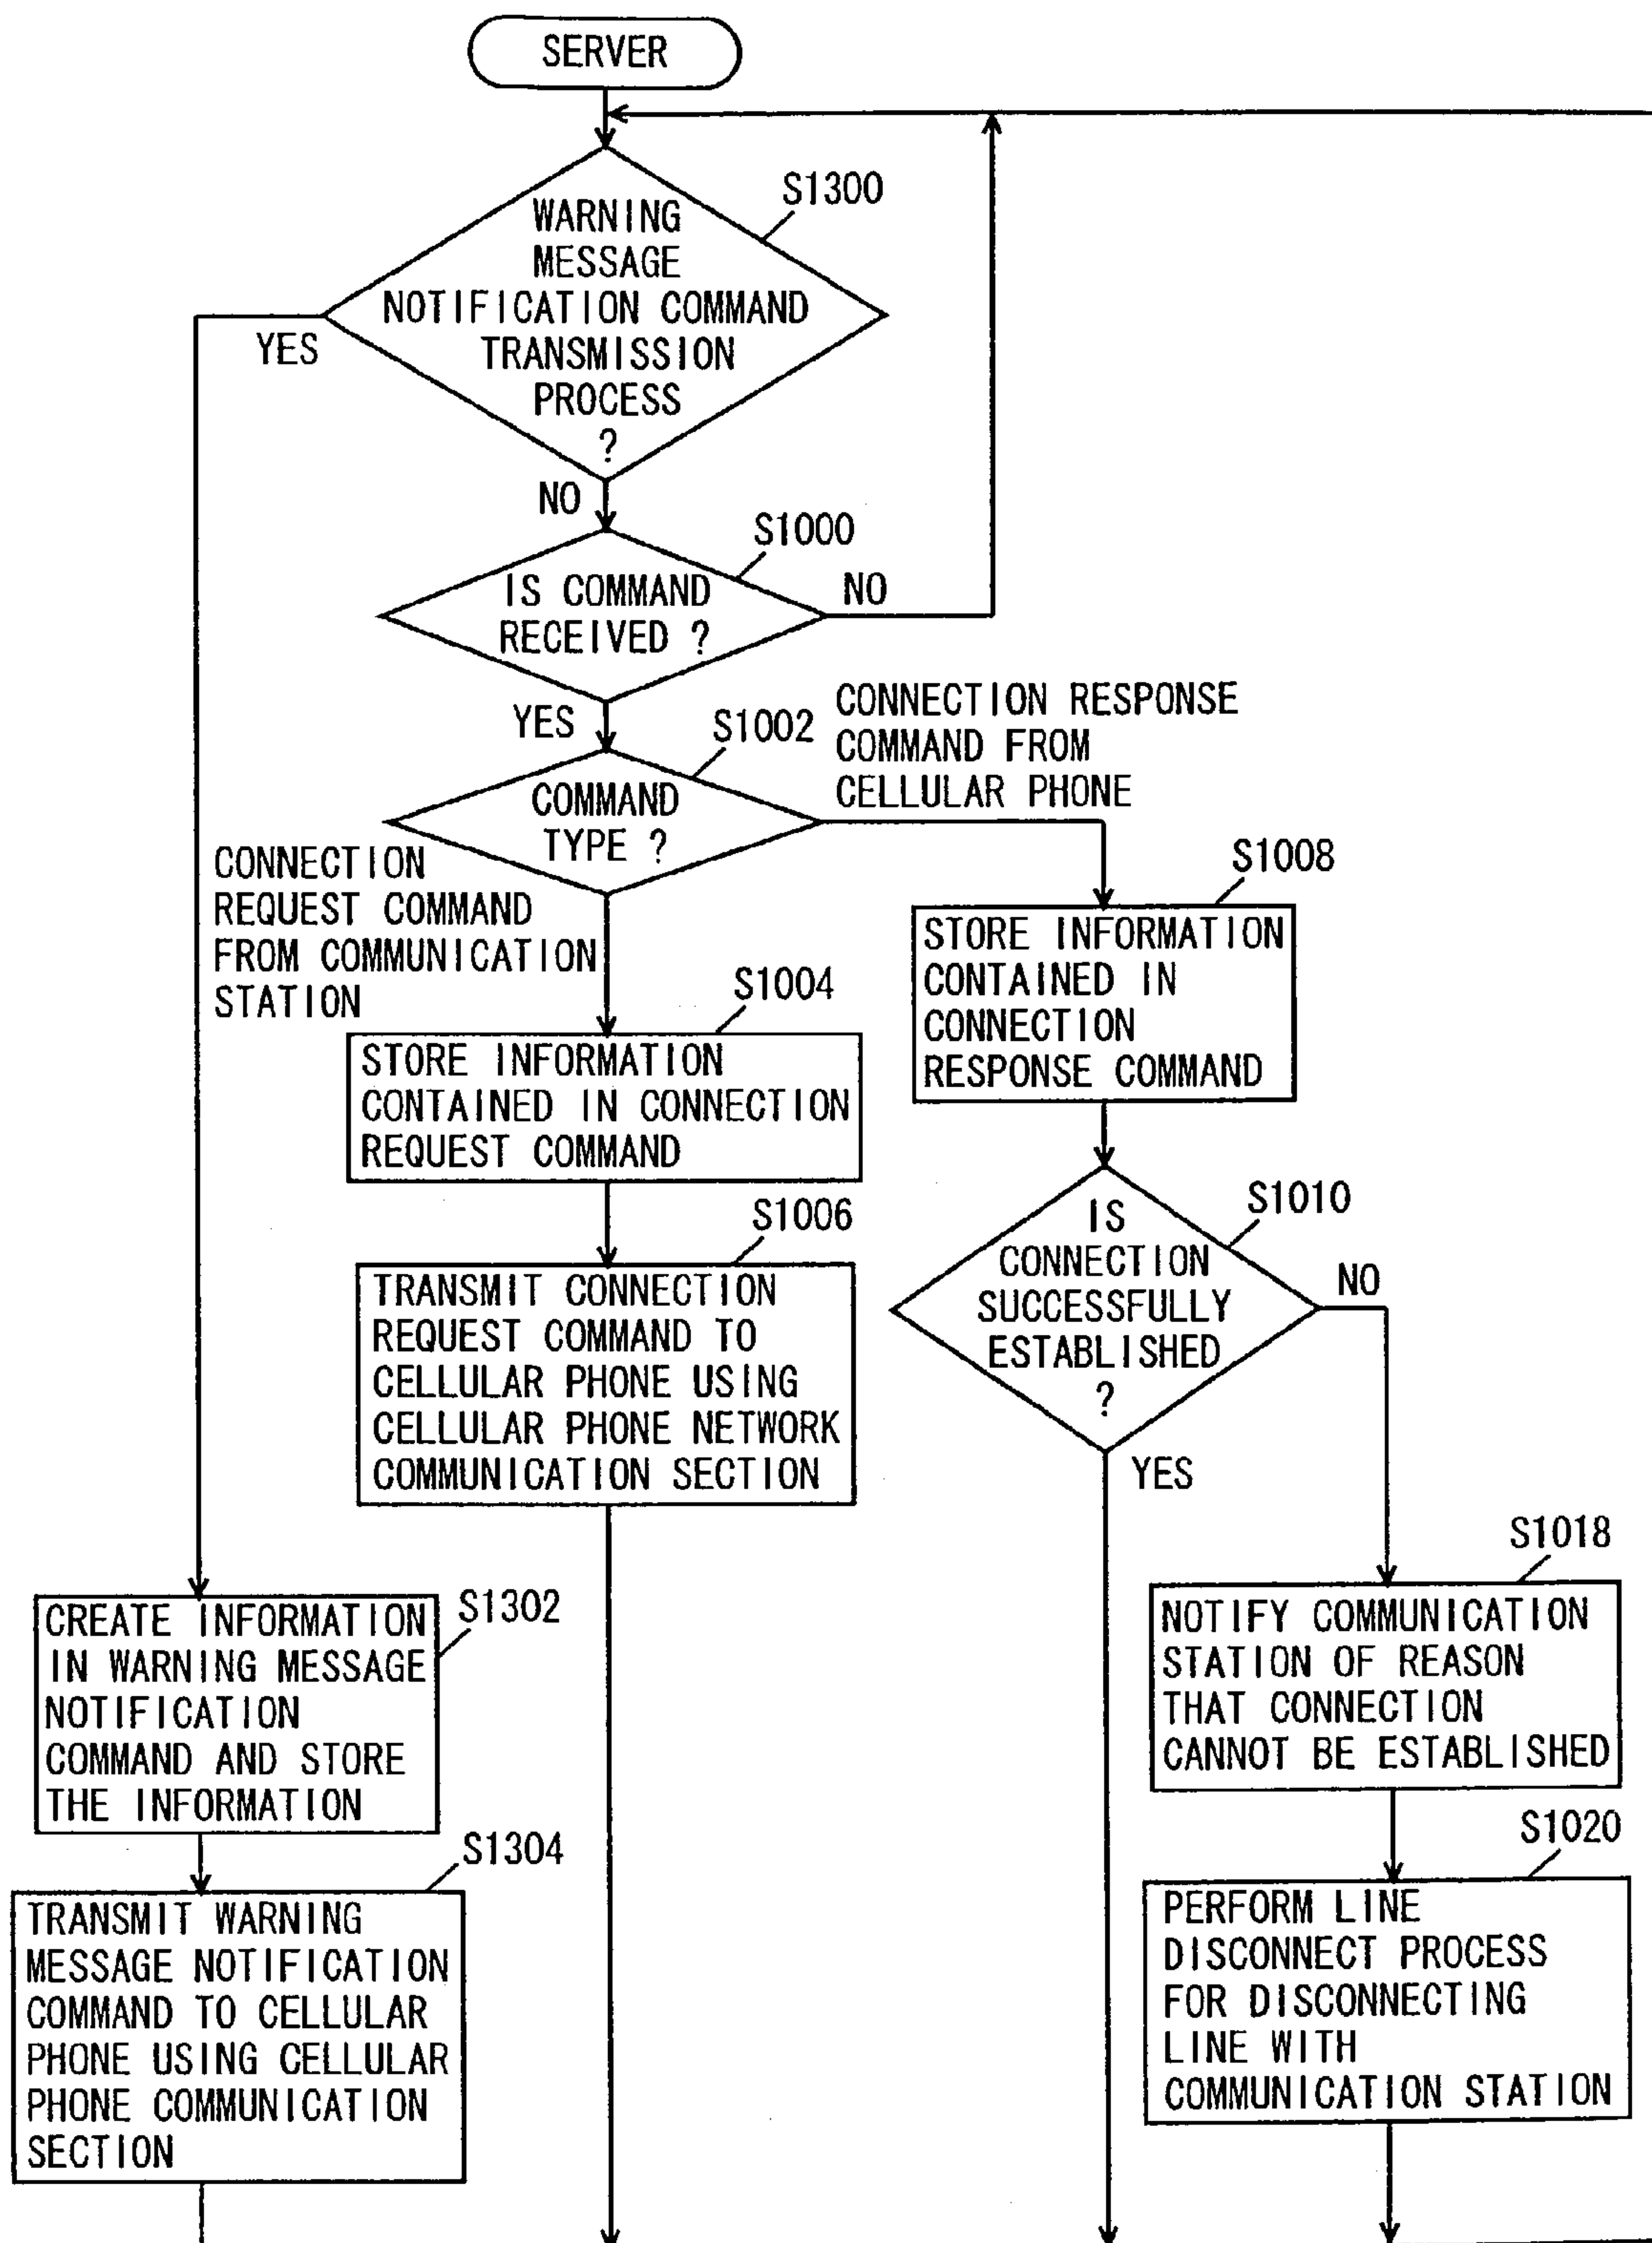 SERVER
S1300
WARNING
MESSAGE
NOTIFICATION COMMAND
TRANSMISSION
PROCESS
?
YES
NO
S1000
IS COMMAND
RECEIVED ?
NO
YES
S1002
COMMAND
TYPE ?
CONNECTION RESPONSE
COMMAND FROM
CELLULAR PHONE
CONNECTION
REQUEST COMMAND
FROM COMMUNICATION
STATION
S1004
STORE INFORMATION
CONTAINED IN CONNECTION
REQUEST COMMAND
S1006
TRANSMIT CONNECTION
REQUEST COMMAND TO
CELLULAR PHONE USING
CELLULAR PHONE NETWORK
COMMUNICATION SECTION
S1008
STORE INFORMATION
CONTAINED IN
CONNECTION
RESPONSE COMMAND
S1010
IS
CONNECTION
SUCCESSFULLY
ESTABLISHED
?
NO
YES
S1018
NOTIFY COMMUNICATION
STATION OF REASON
THAT CONNECTION
CANNOT BE ESTABLISHED
S1020
PERFORM LINE
DISCONNECT PROCESS
FOR DISCONNECTING
LINE WITH
COMMUNICATION STATION
S1302
CREATE INFORMATION
IN WARNING MESSAGE
NOTIFICATION
COMMAND AND STORE
THE INFORMATION
S1304
TRANSMIT WARNING
MESSAGE NOTIFICATION
COMMAND TO CELLULAR
PHONE USING CELLULAR
PHONE COMMUNICATION
SECTION